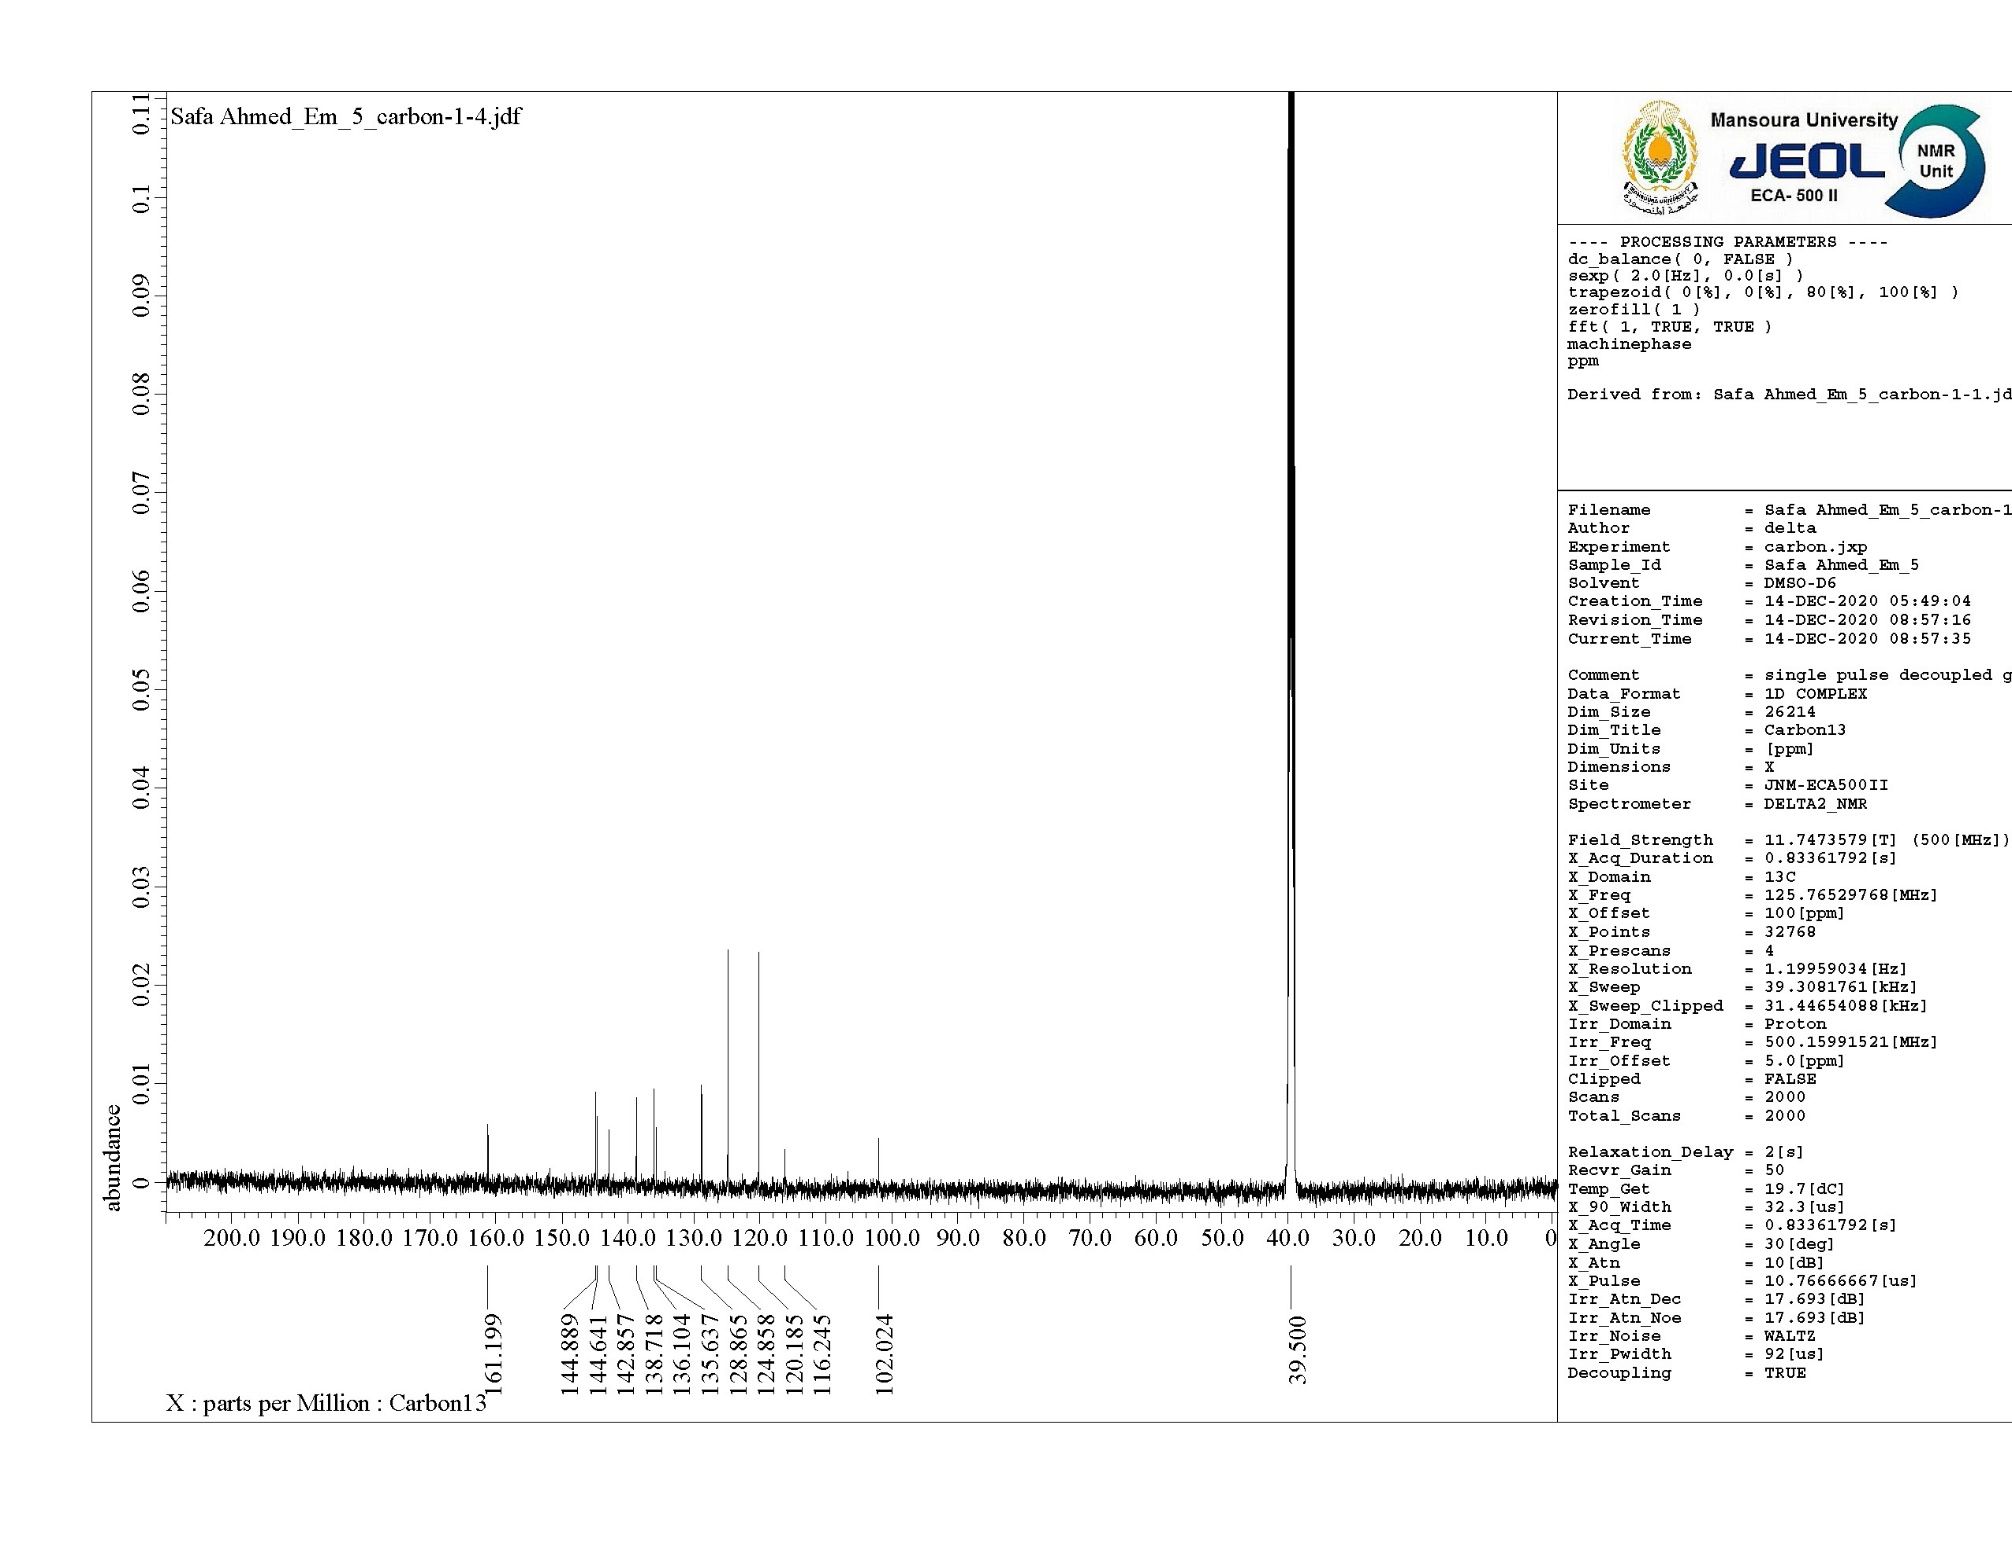 Safa Ahmed_Em_5_carbon-1-4.jdf
0.11
0.1
0.09
0.08
0.07
0.06
0.05
0.04
0.03
0.02
0.01
0
abundance
200.0 190.0 180.0 170.0 160.0 150.0 140.0 130.0 120.0 110.0 100.0 90.0 80.0 70.0 60.0 50.0 40.0 30.0 20.0 10.0 0
161.199
144.889
144.641
142.857
138.718
136.104
135.637
128.865
124.858
120.185
116.245
102.024
39.500
X : parts per Million : Carbon13
Mansoura University
JEOL
ECA- 500 II
NMR
Unit
---- PROCESSING PARAMETERS ----
dc_balance( 0, FALSE )
sexp( 2.0[Hz], 0.0[s] )
trapezoid( 0[%], 0[%], 80[%], 100[%] )
zerofill( 1 )
fft( 1, TRUE, TRUE )
machinephase
ppm
Derived from: Safa Ahmed_Em_5_carbon-1-1.jd
Filename = Safa Ahmed_Em_5_carbon-1
Author = delta
Experiment = carbon.jxp
Sample_Id = Safa Ahmed_Em_5
Solvent = DMSO-D6
Creation_Time = 14-DEC-2020 05:49:04
Revision_Time = 14-DEC-2020 08:57:16
Current_Time = 14-DEC-2020 08:57:35
Comment = single pulse decoupled g
Data_Format = 1D COMPLEX
Dim_Size = 26214
Dim_Title = Carbon13
Dim_Units = [ppm]
Dimensions = X
Site = JNM-ECA500II
Spectrometer = DELTA2_NMR
Field_Strength = 11.7473579[T] (500[MHz])
X_Acq_Duration = 0.83361792[s]
X_Domain = 13C
X_Freq = 125.76529768[MHz]
X_Offset = 100[ppm]
X_Points = 32768
X_Prescans = 4
X_Resolution = 1.19959034[Hz]
X_Sweep = 39.3081761[kHz]
X_Sweep_Clipped = 31.44654088[kHz]
Irr_Domain = Proton
Irr_Freq = 500.15991521[MHz]
Irr_Offset = 5.0[ppm]
Clipped = FALSE
Scans = 2000
Total_Scans = 2000
Relaxation_Delay = 2[s]
Recvr_Gain = 50
Temp_Get = 19.7[dC]
X_90_Width = 32.3[us]
X_Acq_Time = 0.83361792[s]
X_Angle = 30[deg]
X_Atn = 10[dB]
X_Pulse = 10.76666667[us]
Irr_Atn_Dec = 17.693[dB]
Irr_Atn_Noe = 17.693[dB]
Irr_Noise = WALTZ
Irr_Pwidth = 92[us]
Decoupling = TRUE